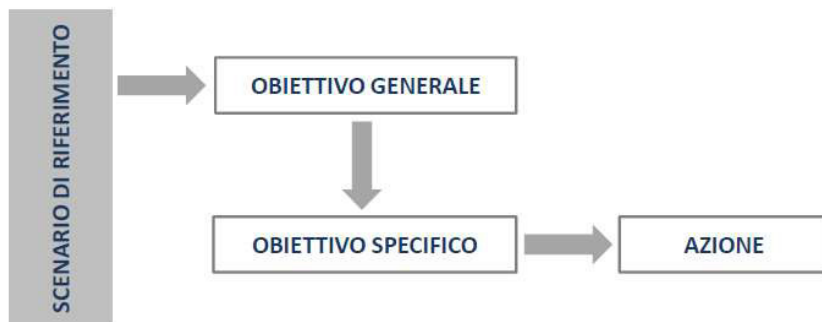 SCENARIO DI RIFERIMENTO
OBIETTIVO GENERALE
OBIETTIVO SPECIFICO
AZIONE